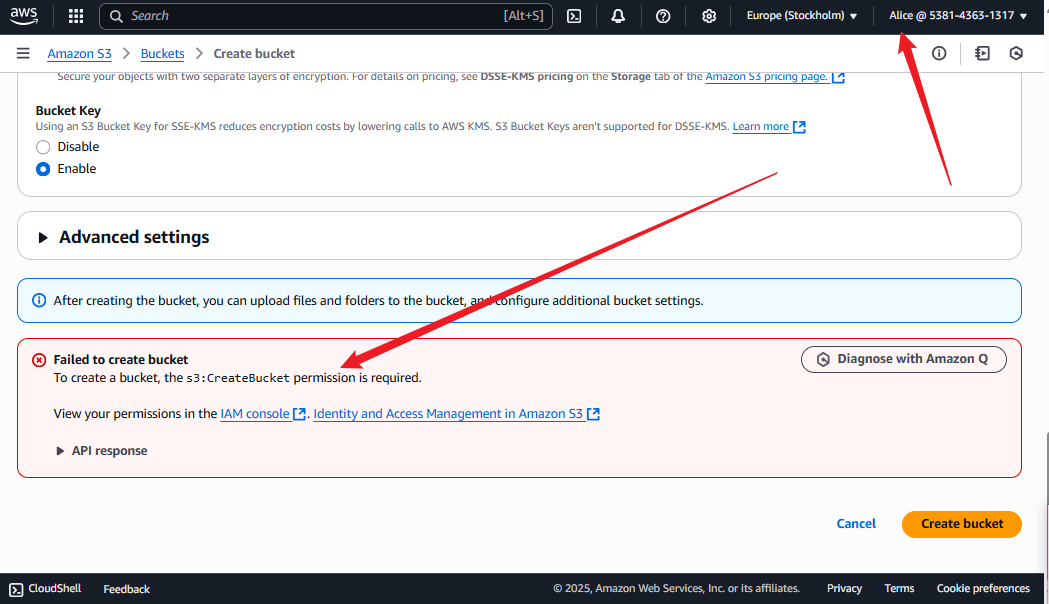 aws Search [Alt+S] Europe (Stockholm) Alice @ 5381-4363-1317
Amazon S3 Buckets Create bucket
Secure your objects with two separate layers of encryption. For details on pricing, see DSSE-KMS pricing on the Storage tab of the Amazon S3 pricing page.
Bucket Key
Using an S3 Bucket Key for SSE-KMS reduces encryption costs by lowering calls to AWS KMS. S3 Bucket Keys aren't supported for DSSE-KMS. Learn more
Disable
Enable
Advanced settings
After creating the bucket, you can upload files and folders to the bucket, and configure additional bucket settings.
Failed to create bucket Diagnose with Amazon Q
To create a bucket, the s3:CreateBucket permission is required.
View your permissions in the IAM console. Identity and Access Management in Amazon S3
API response
Cancel Create bucket
CloudShell Feedback © 2025, Amazon Web Services, Inc. or its affiliates. Privacy Terms Cookie preferences